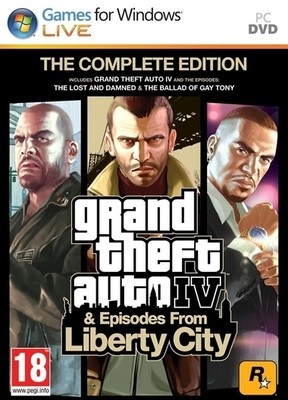 Games for Windows
LIVE
PC
DVD
THE COMPLETE EDITION
INCLUDES GRAND THEFT AUTO IV AND THE EPISODES:
THE LOST AND DAMNED & THE BALLAD OF GAY TONY
grand
theft
auto IV
& Episodes From
Liberty City
18
www.pegi.info
R